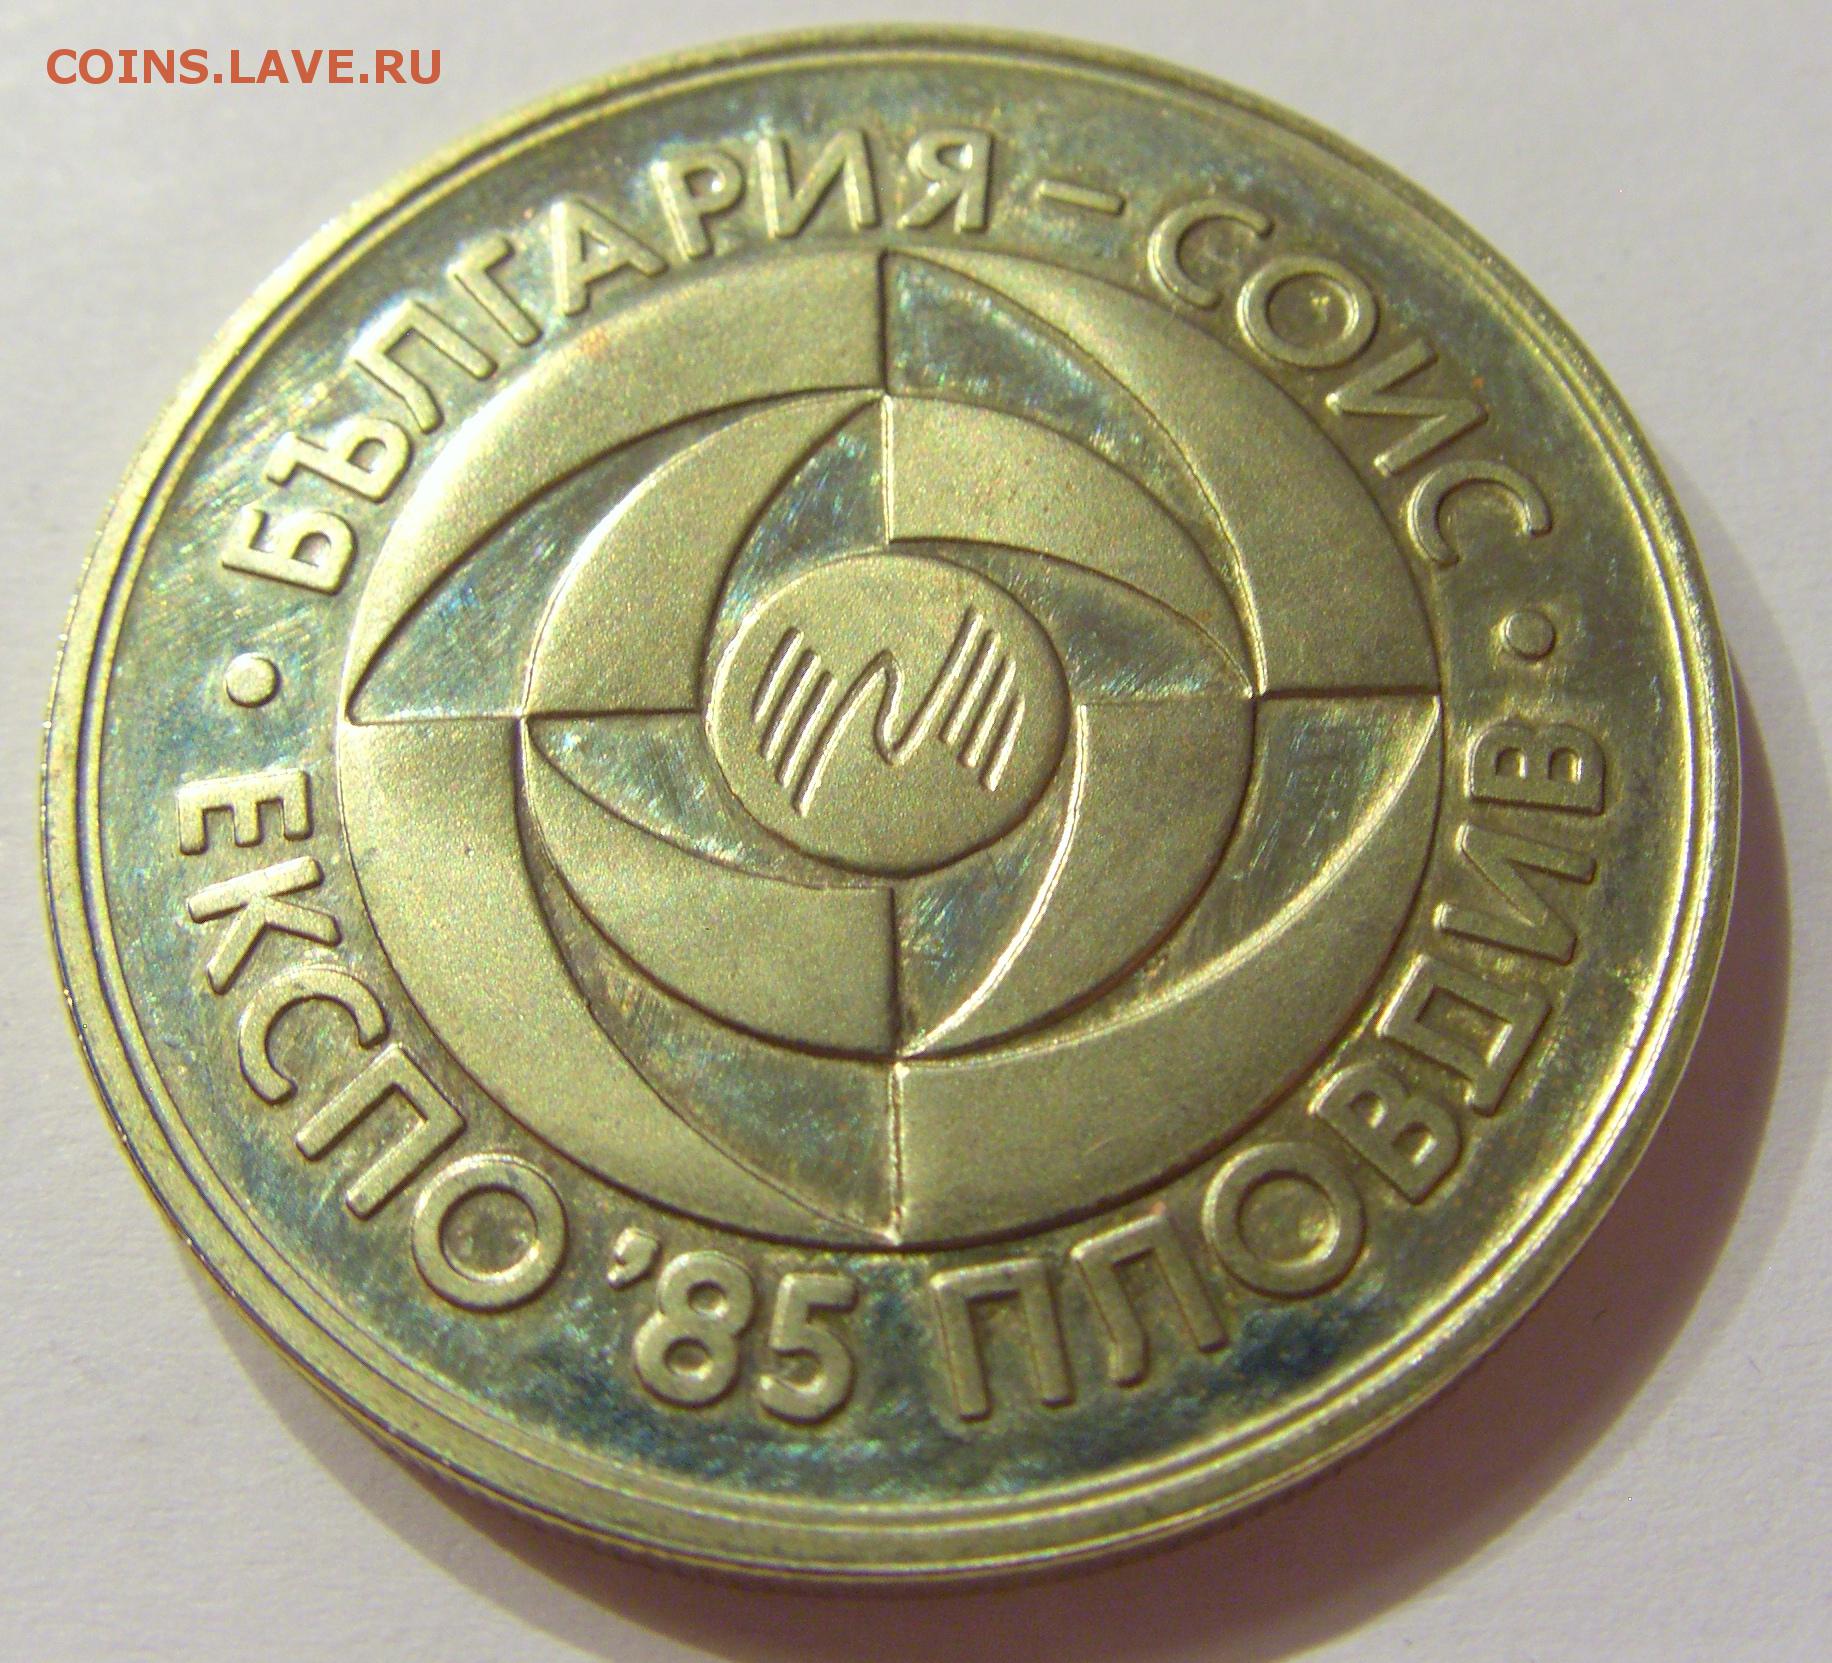 COINS.LAVE.RU
БЪЛГАРИЯ – СОИС
ЕКСПО '85 ПЛОВДИВ